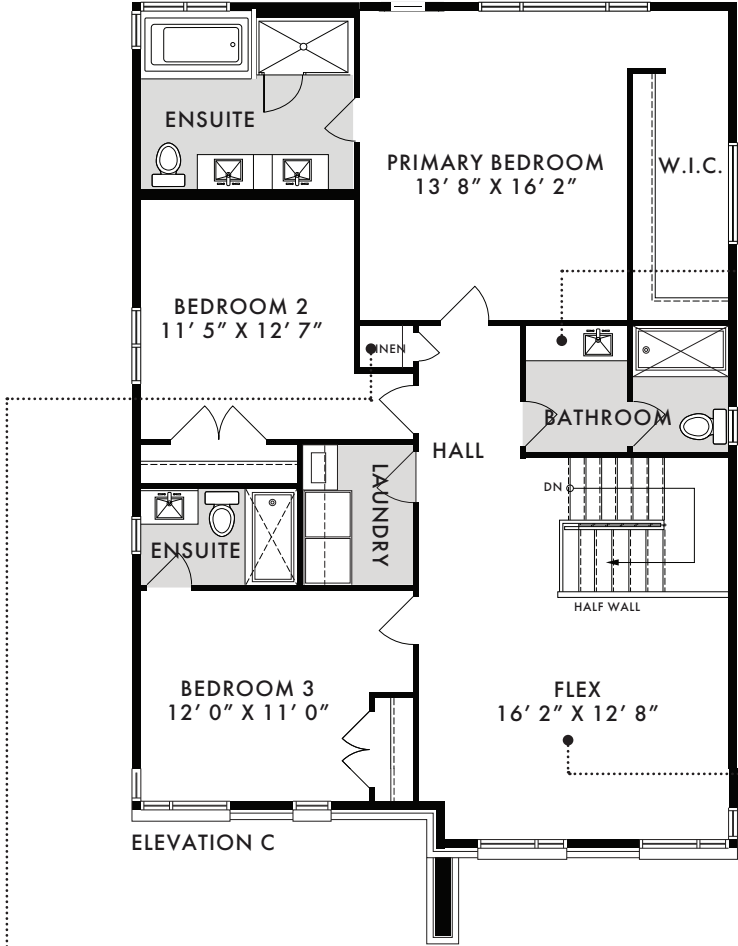 ENSUITE
PRIMARY BEDROOM
13' 8" X 16' 2"
W.I.C.
BEDROOM 2
11' 5" X 12' 7"
INEN
BATHROOM
HALL
LAUNDRY
DN
ENSUITE
HALF WALL
BEDROOM 3
12' 0" X 11' 0"
FLEX
16' 2" X 12' 8"
ELEVATION C